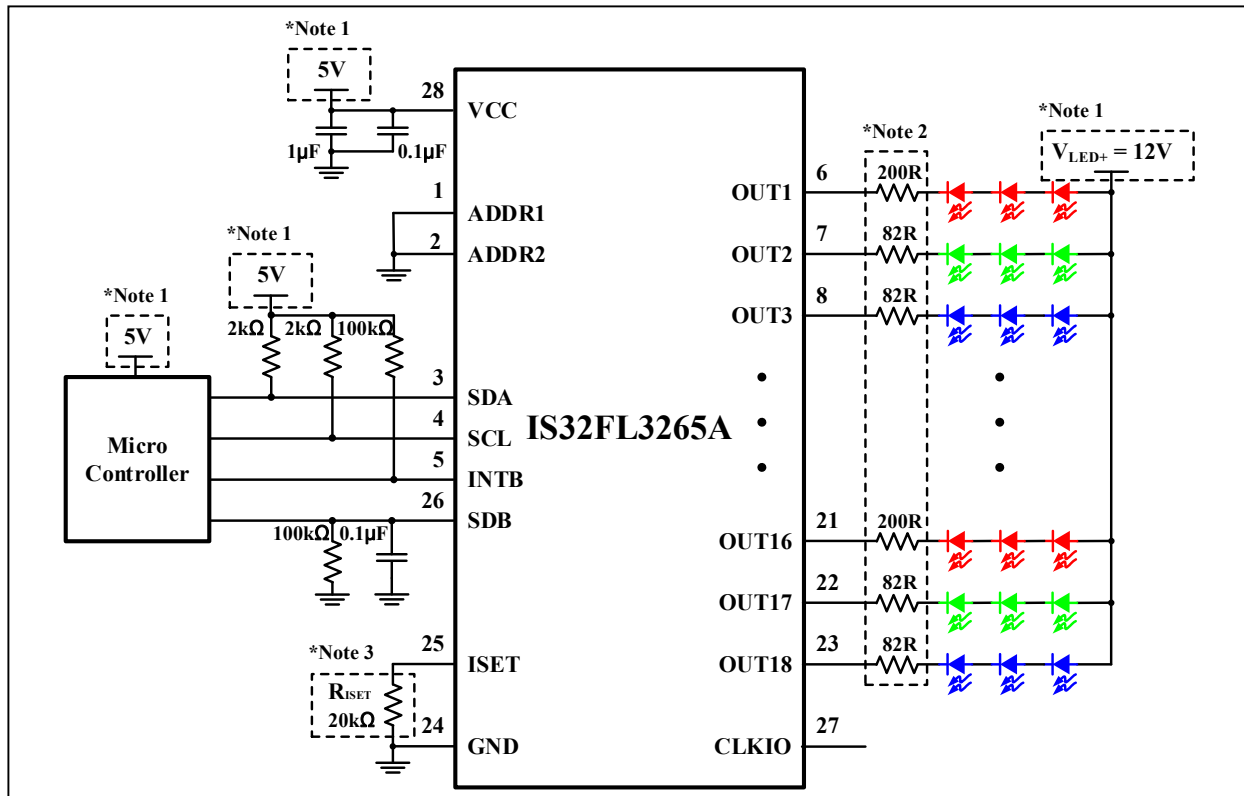 *Note 1
5V
28
VCC
1µF
0.1µF
1
ADDR1
2
ADDR2
*Note 1
5V
*Note 1
5V
2kΩ
2kΩ
100kΩ
3
SDA
4
SCL
5
INTB
26
SDB
Micro
Controller
100kΩ
0.1µF
25
ISET
*Note 3
RISET
20kΩ
24
GND
IS32FL3265A
*Note 2
*Note 1
VLED+ = 12V
6
OUT1
200R
7
OUT2
82R
8
OUT3
82R
21
OUT16
200R
22
OUT17
82R
23
OUT18
82R
27
CLKIO